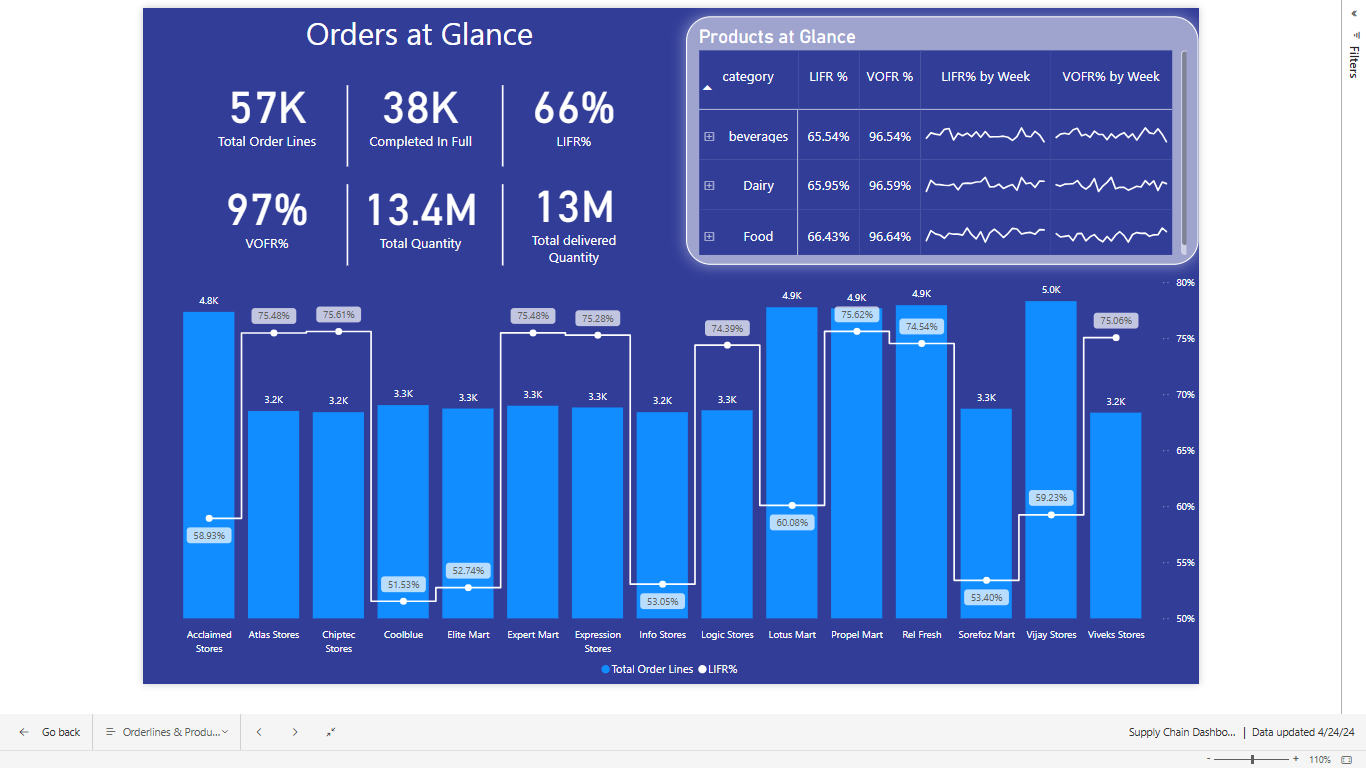 Orders at Glance
57K
Total Order Lines
38K
Completed In Full
66%
LIFR%
97%
VOFR%
13.4M
Total Quantity
13M
Total delivered
Quantity
Products at Glance
category LIFR % VOFR % LIFR% by Week VOFR% by Week
beverages 65.54% 96.54%
Dairy 65.95% 96.59%
Food 66.43% 96.64%
Filters
4.8K 3.2K 3.2K 3.3K 3.3K 3.3K 3.3K 3.2K 3.3K 4.9K 4.9K 4.9K 3.3K 5.0K 3.2K
58.93% 75.48% 75.61% 51.53% 52.74% 75.48% 75.28% 53.05% 74.39% 60.08% 75.62% 74.54% 53.40% 59.23% 75.06%
80%
75%
70%
65%
60%
55%
50%
Acclaimed
Stores
Atlas Stores
Chiptec
Stores
Coolblue
Elite Mart
Expert Mart
Expression
Stores
Info Stores
Logic Stores
Lotus Mart
Propel Mart
Rel Fresh
Sorefoz Mart
Vijay Stores
Viveks Stores
Total Order Lines LIFR%
Go back
Orderlines & Produ...
Supply Chain Dashbo... | Data updated 4/24/24
- + 110%